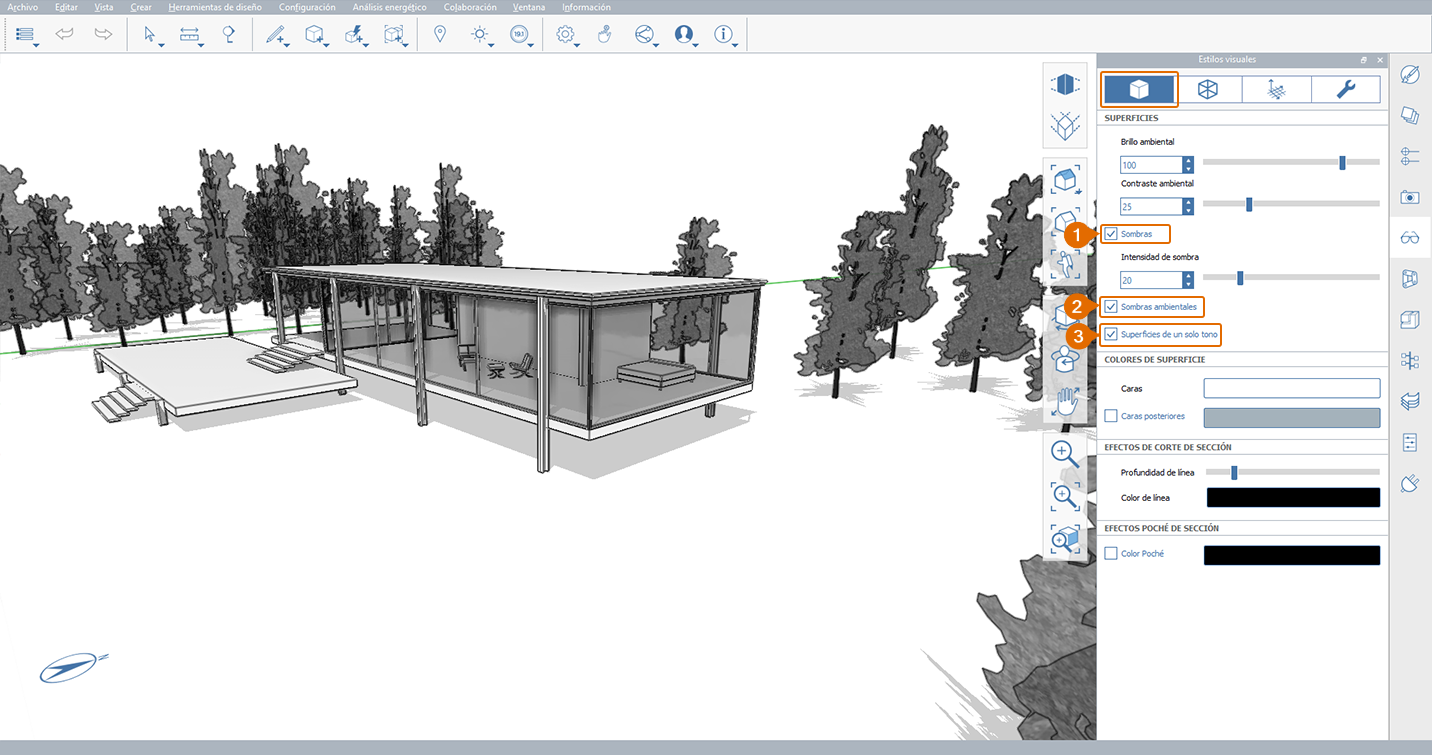 Archivo Editar Vista Crear Herramientas de diseño Configuración Análisis energético Colaboración Ventana Información
19.1
Estilos visuales
SUPERFICIES
Brillo ambiental
100
Contraste ambiental
25
1 Sombras
Intensidad de sombra
20
2 Sombras ambientales
3 Superficies de un solo tono
COLORES DE SUPERFICIE
Caras
Caras posteriores
EFECTOS DE CORTE DE SECCIÓN
Profundidad de línea
Color de línea
EFECTOS POCHÉ DE SECCIÓN
Color Poché